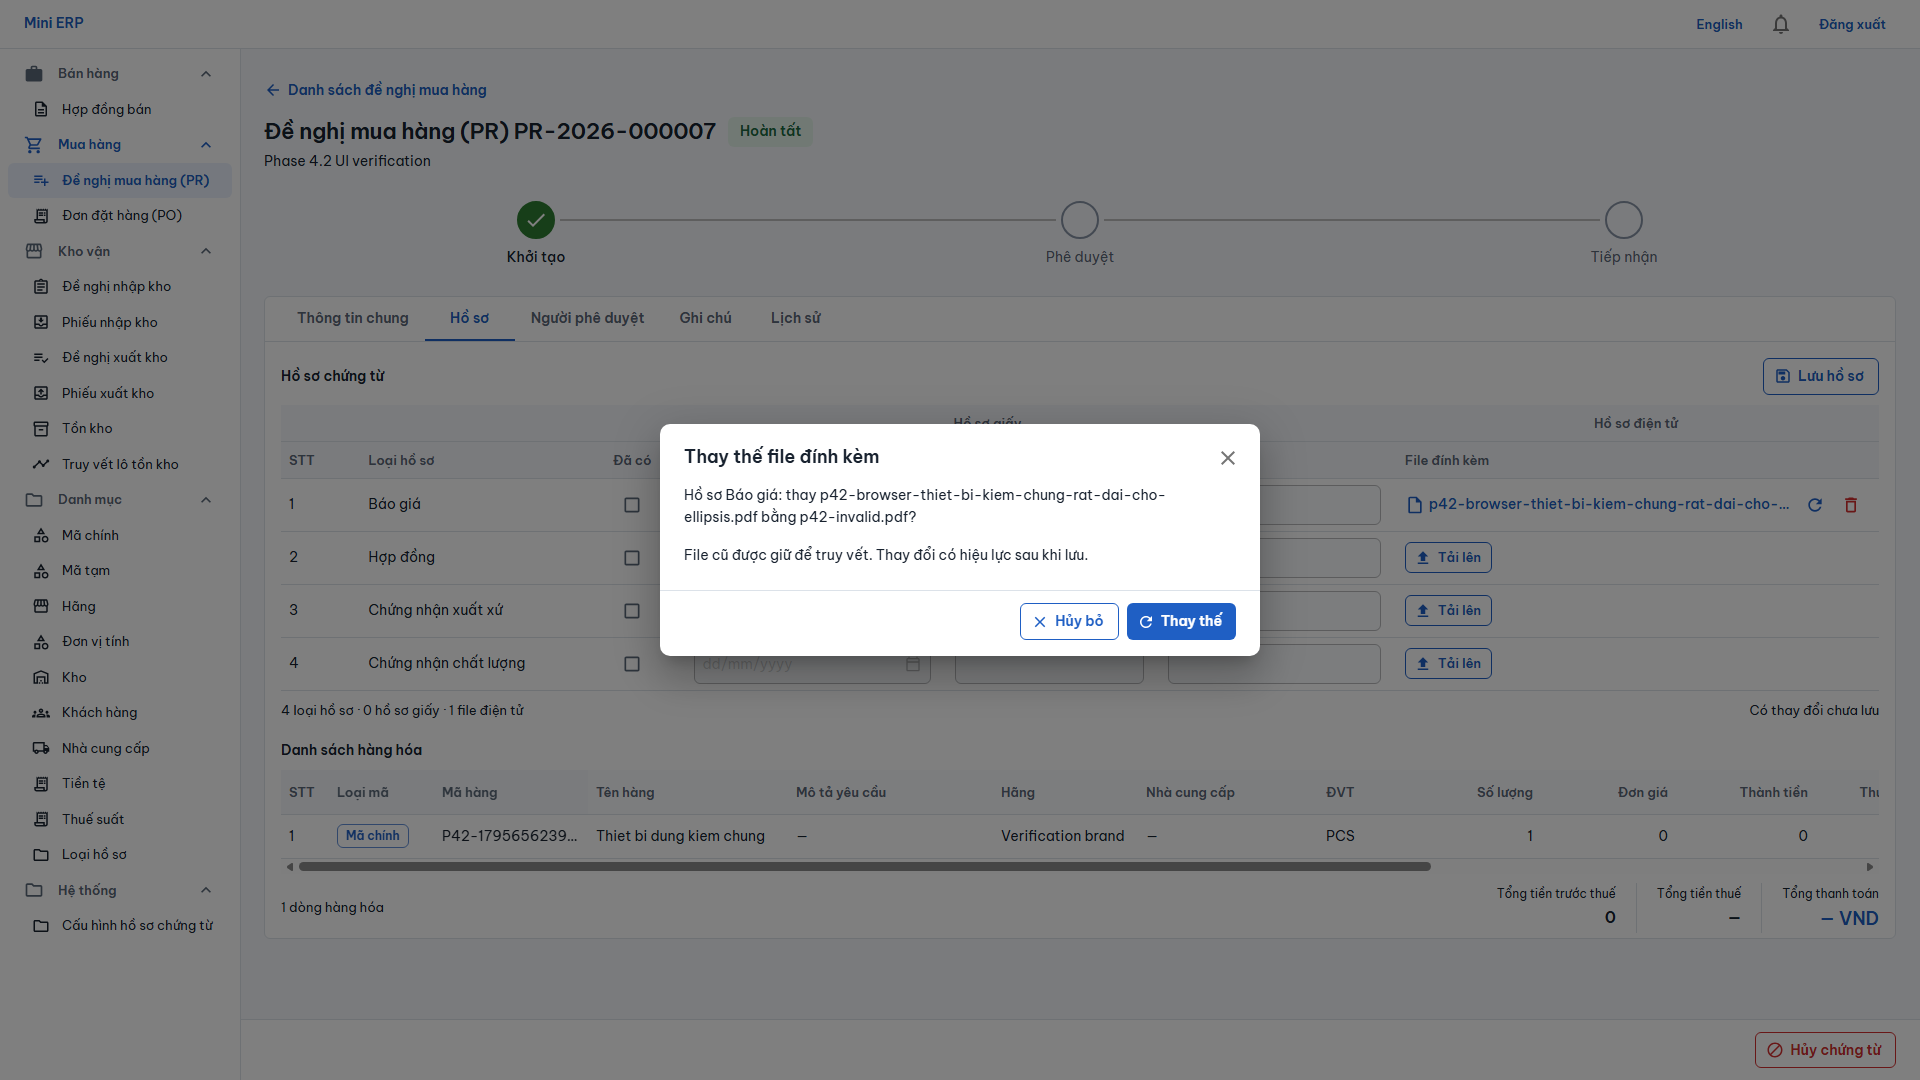 Mini ERP
English
Đăng xuất
Bán hàng
Hợp đồng bán
Mua hàng
Đề nghị mua hàng (PR)
Đơn đặt hàng (PO)
Kho vận
Đề nghị nhập kho
Phiếu nhập kho
Đề nghị xuất kho
Phiếu xuất kho
Tồn kho
Truy vết lô tồn kho
Danh mục
Mã chính
Mã tạm
Hãng
Đơn vị tính
Kho
Khách hàng
Nhà cung cấp
Tiền tệ
Thuế suất
Loại hồ sơ
Hệ thống
Cấu hình hồ sơ chứng từ
Danh sách đề nghị mua hàng
Đề nghị mua hàng (PR) PR-2026-000007 Hoàn tất
Phase 4.2 UI verification
Khởi tạo Phê duyệt Tiếp nhận
Thông tin chung Hồ sơ Người phê duyệt Ghi chú Lịch sử
Hồ sơ chứng từ Lưu hồ sơ
Hồ sơ giấy Hồ sơ điện tử
STT Loại hồ sơ Đã có File đính kèm
1 Báo giá p42-browser-thiet-bi-kiem-chung-rat-dai-cho-...
2 Hợp đồng Tải lên
3 Chứng nhận xuất xứ Tải lên
4 Chứng nhận chất lượng dd/mm/yyyy Tải lên
4 loại hồ sơ · 0 hồ sơ giấy · 1 file điện tử Có thay đổi chưa lưu
Thay thế file đính kèm
Hồ sơ Báo giá: thay p42-browser-thiet-bi-kiem-chung-rat-dai-cho-
ellipsis.pdf bằng p42-invalid.pdf?
File cũ được giữ để truy vết. Thay đổi có hiệu lực sau khi lưu.
Hủy bỏ Thay thế
Danh sách hàng hóa
STT Loại mã Mã hàng Tên hàng Mô tả yêu cầu Hãng Nhà cung cấp ĐVT Số lượng Đơn giá Thành tiền
1 Mã chính P42-1795656239... Thiet bi dung kiem chung — Verification brand — PCS 1 0 0
1 dòng hàng hóa
Tổng tiền trước thuế Tổng tiền thuế Tổng thanh toán
0 — — VND
Hủy chứng từ